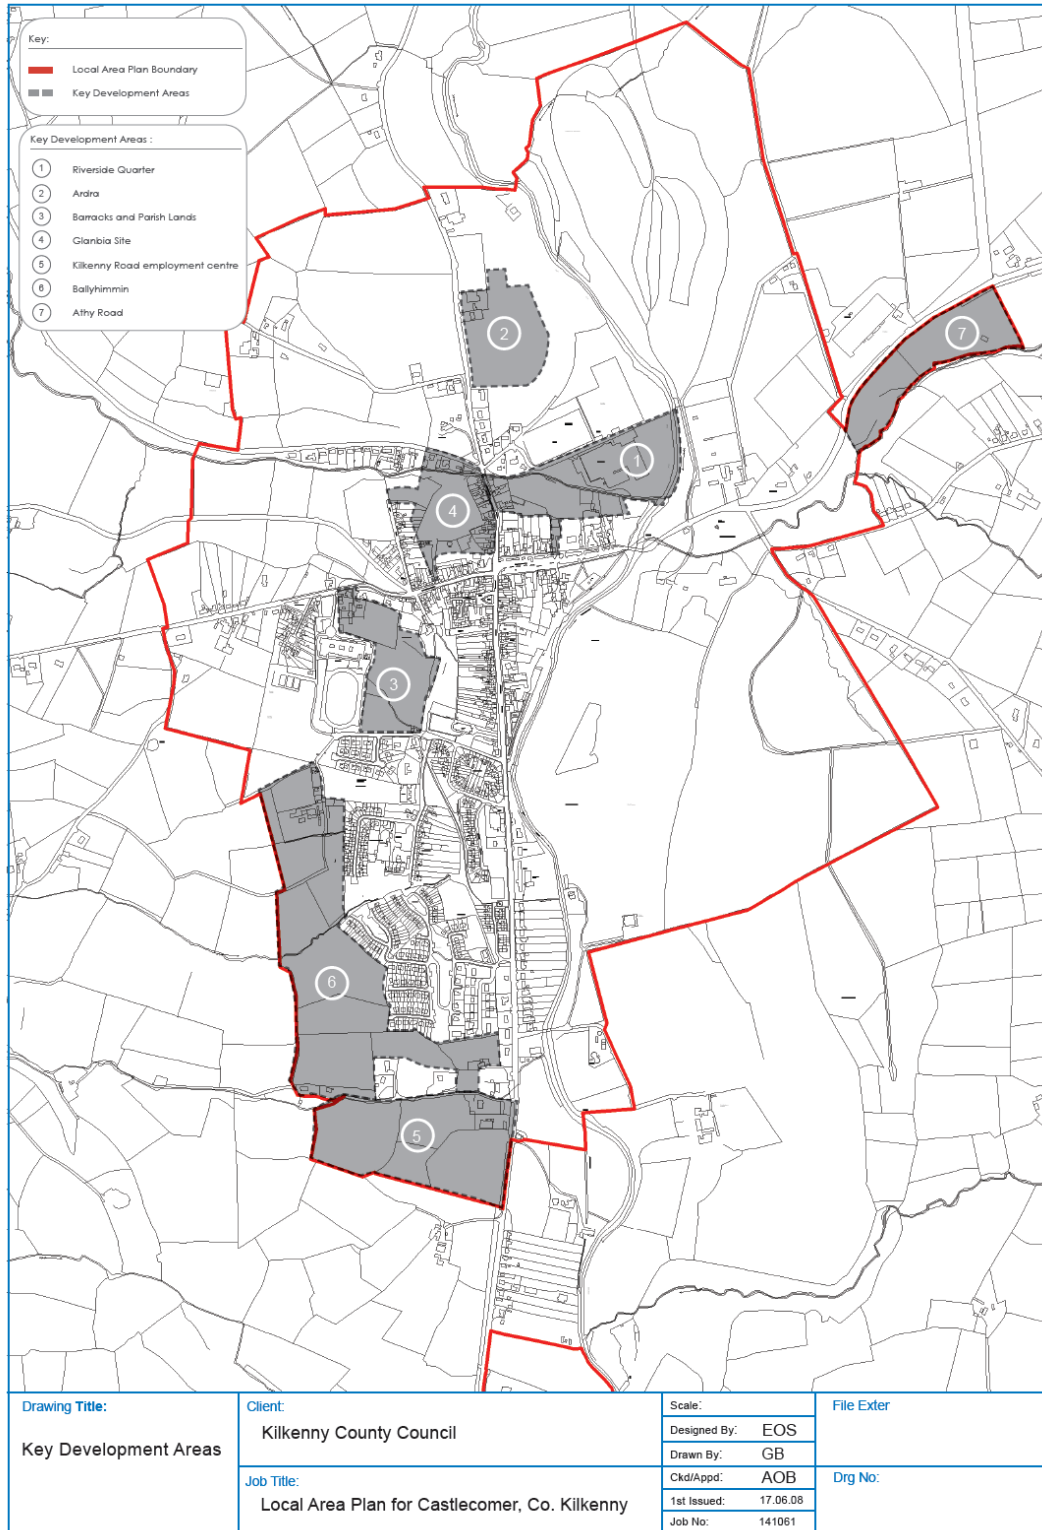 Key:
Local Area Plan Boundary
Key Development Areas
Key Development Areas :
1 Riverside Quarter
2 Ardra
3 Barracks and Parish Lands
4 Glanbia Site
5 Kilkenny Road employment centre
6 Ballyhimmin
7 Athy Road
2
7
1
4
3
6
5
Drawing Title:
Key Development Areas
Client:
Kilkenny County Council
Job Title:
Local Area Plan for Castlecomer, Co. Kilkenny
Scale:
Designed By: EOS
Drawn By: GB
Ckd/Appd: AOB
1st Issued: 17.06.08
Job No: 141061
File Exter
Drg No: